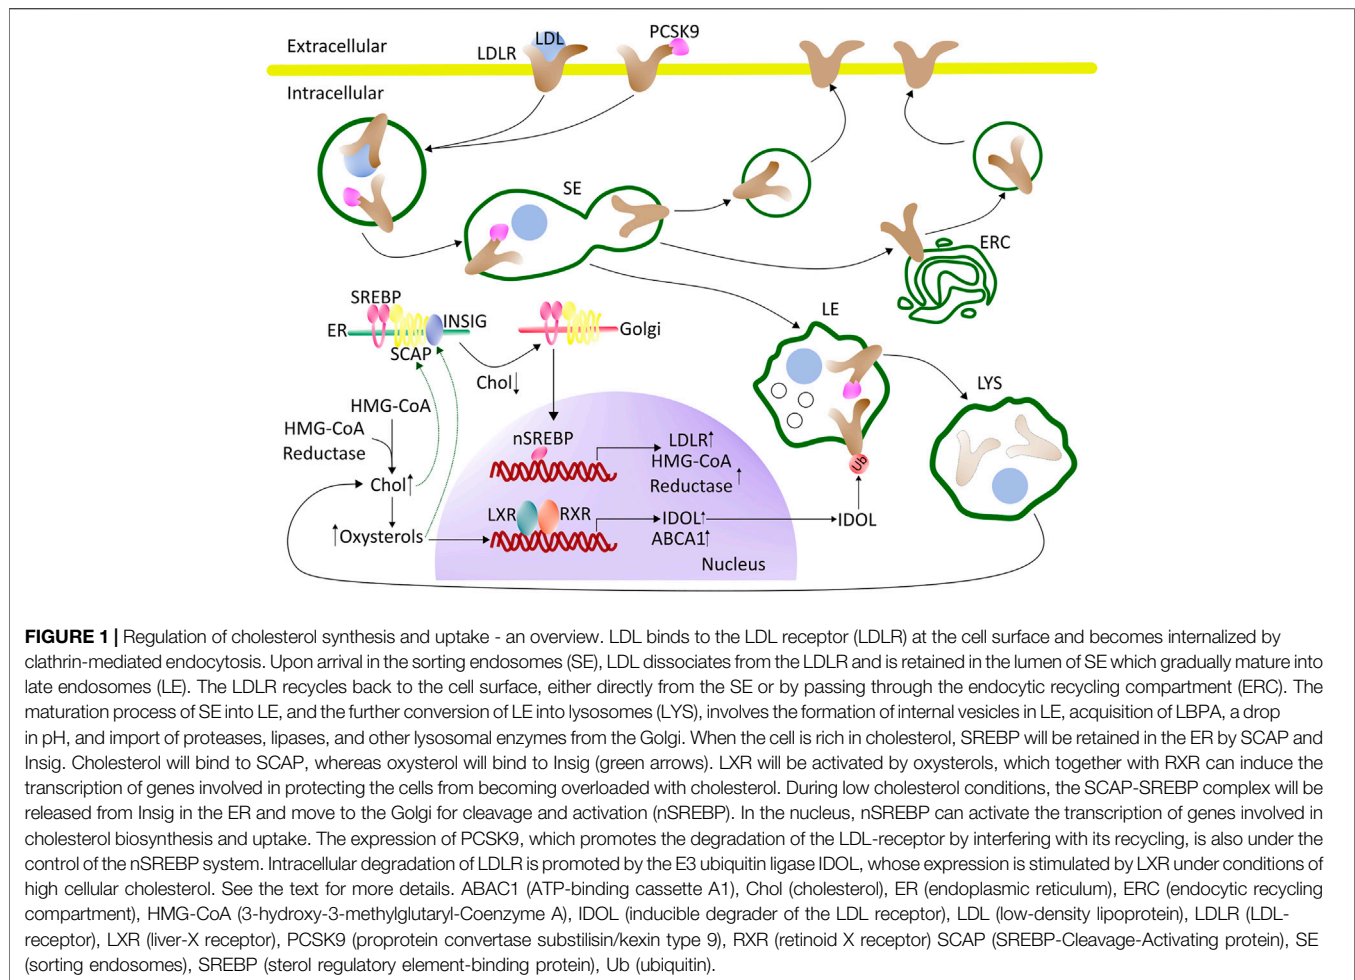 Extracellular
Intracellular
LDLR
LDL
PCSK9
SE
ERC
SREBP
ER
INSIG
SCAP
Golgi
Chol↓
LE
LYS
HMG-CoA
HMG-CoA
Reductase
Chol↑
↑Oxysterols
nSREBP
LDLR↑
HMG-CoA
Reductase ↑
LXR
RXR
IDOL↑
ABCA1↑
Nucleus
IDOL
Ub
FIGURE 1 | Regulation of cholesterol synthesis and uptake - an overview. LDL binds to the LDL receptor (LDLR) at the cell surface and becomes internalized by
clathrin-mediated endocytosis. Upon arrival in the sorting endosomes (SE), LDL dissociates from the LDLR and is retained in the lumen of SE which gradually mature into
late endosomes (LE). The LDLR recycles back to the cell surface, either directly from the SE or by passing through the endocytic recycling compartment (ERC). The
maturation process of SE into LE, and the further conversion of LE into lysosomes (LYS), involves the formation of internal vesicles in LE, acquisition of LBPA, a drop
in pH, and import of proteases, lipases, and other lysosomal enzymes from the Golgi. When the cell is rich in cholesterol, SREBP will be retained in the ER by SCAP and
Insig. Cholesterol will bind to SCAP, whereas oxysterol will bind to Insig (green arrows). LXR will be activated by oxysterols, which together with RXR can induce the
transcription of genes involved in protecting the cells from becoming overloaded with cholesterol. During low cholesterol conditions, the SCAP-SREBP complex will be
released from Insig in the ER and move to the Golgi for cleavage and activation (nSREBP). In the nucleus, nSREBP can activate the transcription of genes involved in
cholesterol biosynthesis and uptake. The expression of PCSK9, which promotes the degradation of the LDL-receptor by interfering with its recycling, is also under the
control of the nSREBP system. Intracellular degradation of LDLR is promoted by the E3 ubiquitin ligase IDOL, whose expression is stimulated by LXR under conditions of
high cellular cholesterol. See the text for more details. ABAC1 (ATP-binding cassette A1), Chol (cholesterol), ER (endoplasmic reticulum), ERC (endocytic recycling
compartment), HMG-CoA (3-hydroxy-3-methylglutaryl-Coenzyme A), IDOL (inducible degrader of the LDL receptor), LDL (low-density lipoprotein), LDLR (LDL-
receptor), LXR (liver-X receptor), PCSK9 (proprotein convertase substilisin/kexin type 9), RXR (retinoid X receptor) SCAP (SREBP-Cleavage-Activating protein), SE
(sorting endosomes), SREBP (sterol regulatory element-binding protein), Ub (ubiquitin).